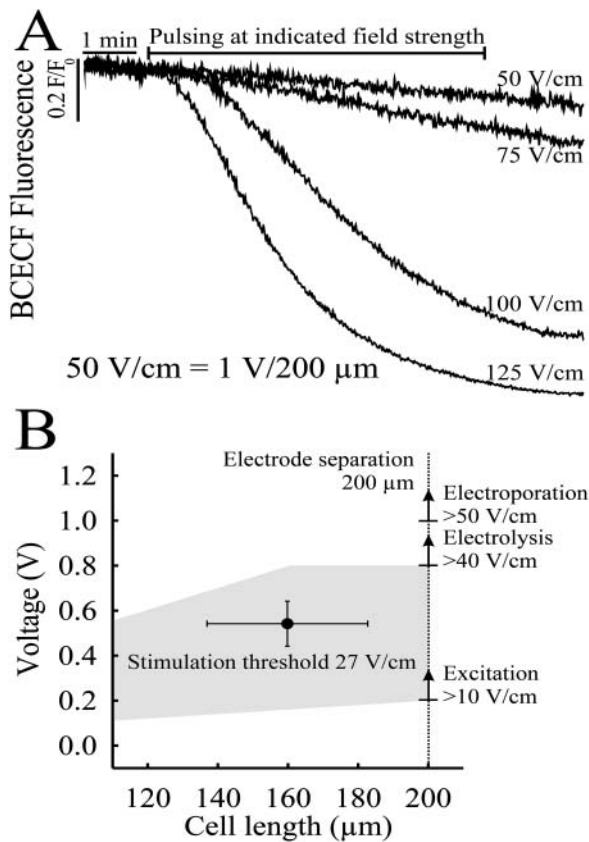 A
1 min
Pulsing at indicated field strength
0.2 F/F0
BCECF Fluorescence
50 V/cm
75 V/cm
100 V/cm
125 V/cm
50 V/cm = 1 V/200 µm
B
Electrode separation
200 µm
Electroporation
>50 V/cm
Electrolysis
>40 V/cm
Stimulation threshold 27 V/cm
Excitation
>10 V/cm
Voltage (V)
1.2
1.0
0.8
0.6
0.4
0.2
0.0
120 140 160 180 200
Cell length (µm)